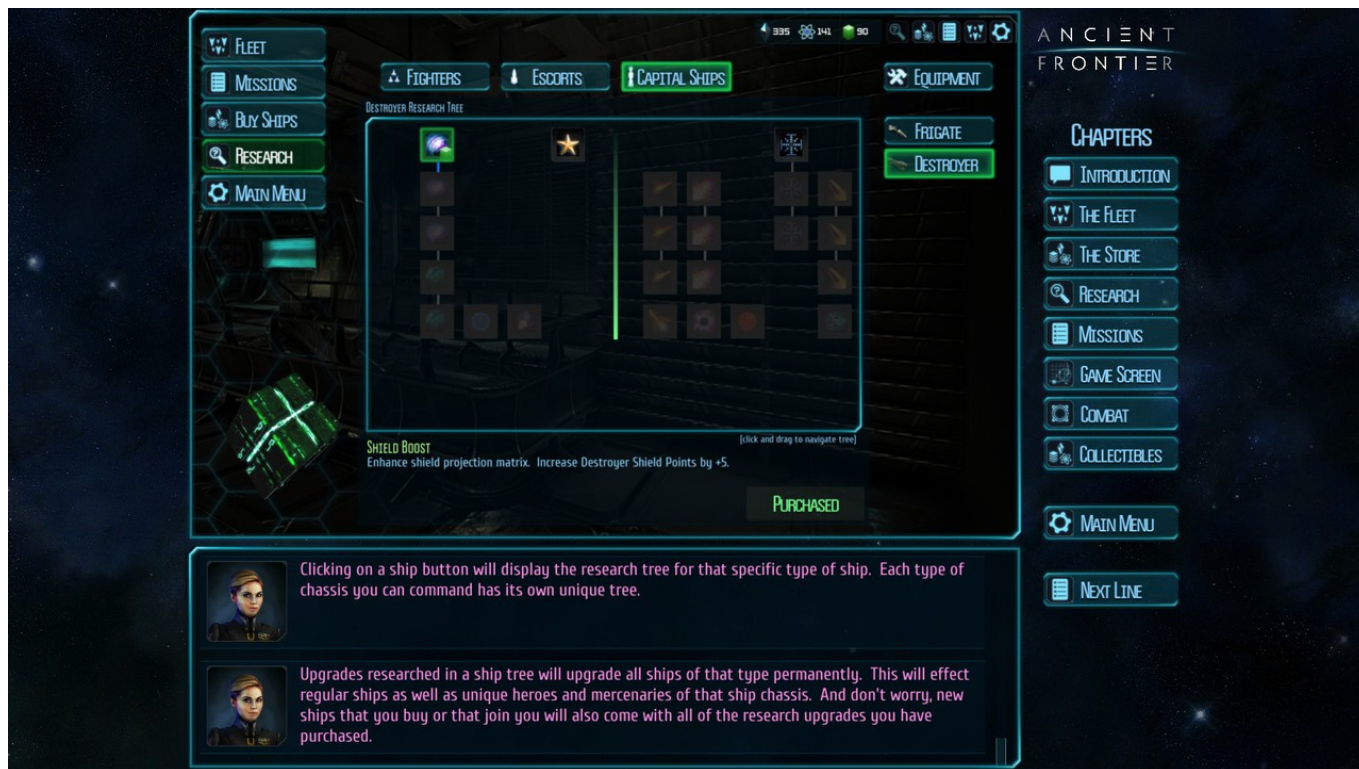 FLEET
MISSIONS
BUY SHIPS
RESEARCH
MAIN MENU
335 141 90
FIGHTERS
ESCORTS
CAPITAL SHIPS
EQUIPMENT
DESTROYER RESEARCH TREE
FRIGATE
DESTROYER
[click and drag to navigate tree]
SHIELD BOOST
Enhance shield projection matrix. Increase Destroyer Shield Points by +5.
PURCHASED
Clicking on a ship button will display the research tree for that specific type of ship. Each type of
chassis you can command has its own unique tree.
Upgrades researched in a ship tree will upgrade all ships of that type permanently. This will effect
regular ships as well as unique heroes and mercenaries of that ship chassis. And don't worry, new
ships that you buy or that join you will also come with all of the research upgrades you have
purchased.
ANCIENT
FRONTIER
CHAPTERS
INTRODUCTION
THE FLEET
THE STORE
RESEARCH
MISSIONS
GAME SCREEN
COMBAT
COLLECTIBLES
MAIN MENU
NEXT LINE